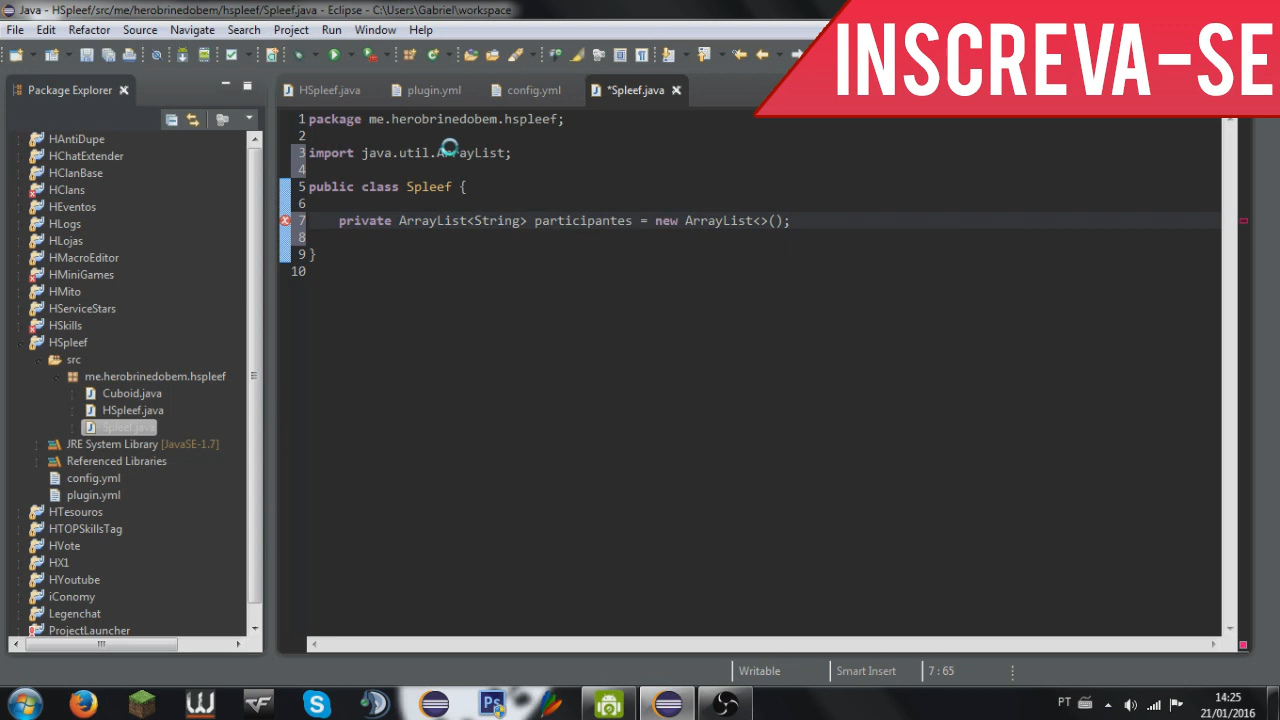 Java - HSpleef/src/me/herobrinedobem/hspleef/Spleef.java - Eclipse - C:\Users\Gabriel\workspace
File Edit Refactor Source Navigate Search Project Run Window Help
INSCREVA-SE
Package Explorer
HSpleef.java plugin.yml config.yml *Spleef.java
HAntiDupe
HChatExtender
HClanBase
HClans
HEventos
HLogs
HLojas
HMacroEditor
HMiniGames
HMito
HServiceStars
HSkills
HSpleef
src
me.herobrinedobem.hspleef
Cuboid.java
HSpleef.java
Spleef.java
JRE System Library [JavaSE-1.7]
Referenced Libraries
config.yml
plugin.yml
HTesouros
HTOPSkillsTag
HVote
HX1
HYoutube
iConomy
Legenchat
ProjectLauncher
1 package me.herobrinedobem.hspleef;
2
3 import java.util.ArrayList;
4
5 public class Spleef {
6
7 private ArrayList<String> participantes = new ArrayList<>();
8
9 }
10
Writable Smart Insert 7 : 65
Ps
PT
14:25
21/01/2016